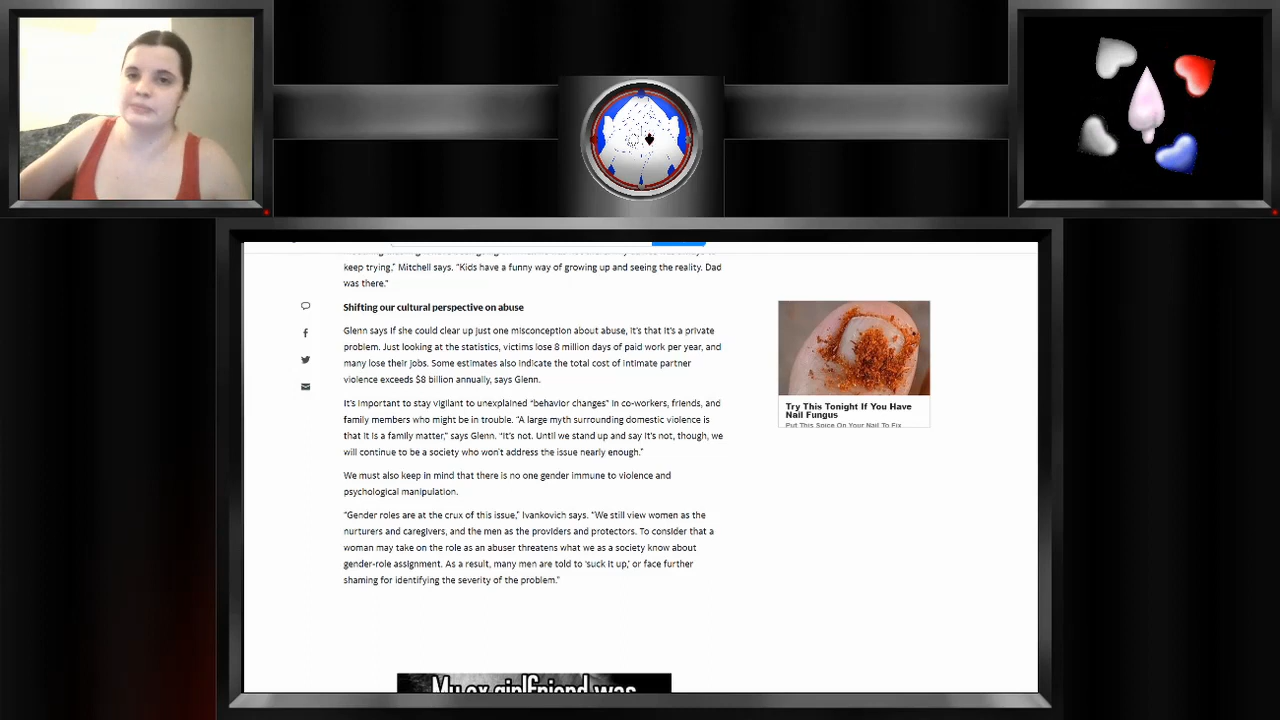 keep trying,” Mitchell says. “Kids have a funny way of growing up and seeing the reality. Dad
was there.”
Shifting our cultural perspective on abuse
Glenn says if she could clear up just one misconception about abuse, it’s that it’s a private
problem. Just looking at the statistics, victims lose 8 million days of paid work per year, and
many lose their jobs. Some estimates also indicate the total cost of intimate partner
violence exceeds $8 billion annually, says Glenn.
It’s important to stay vigilant to unexplained “behavior changes” in co-workers, friends, and
family members who might be in trouble. “A large myth surrounding domestic violence is
that it is a family matter,” says Glenn. “It’s not. Until we stand up and say it’s not, though, we
will continue to be a society who won’t address the issue nearly enough.”
We must also keep in mind that there is no one gender immune to violence and
psychological manipulation.
“Gender roles are at the crux of this issue,” Ivankovich says. “We still view women as the
nurturers and caregivers, and the men as the providers and protectors. To consider that a
woman may take on the role as an abuser threatens what we as a society know about
gender-role assignment. As a result, many men are told to ‘suck it up,’ or face further
shaming for identifying the severity of the problem.”
My ex girlfriend was
Try This Tonight If You Have
Nail Fungus
Put This Spice On Your Nail To Fix